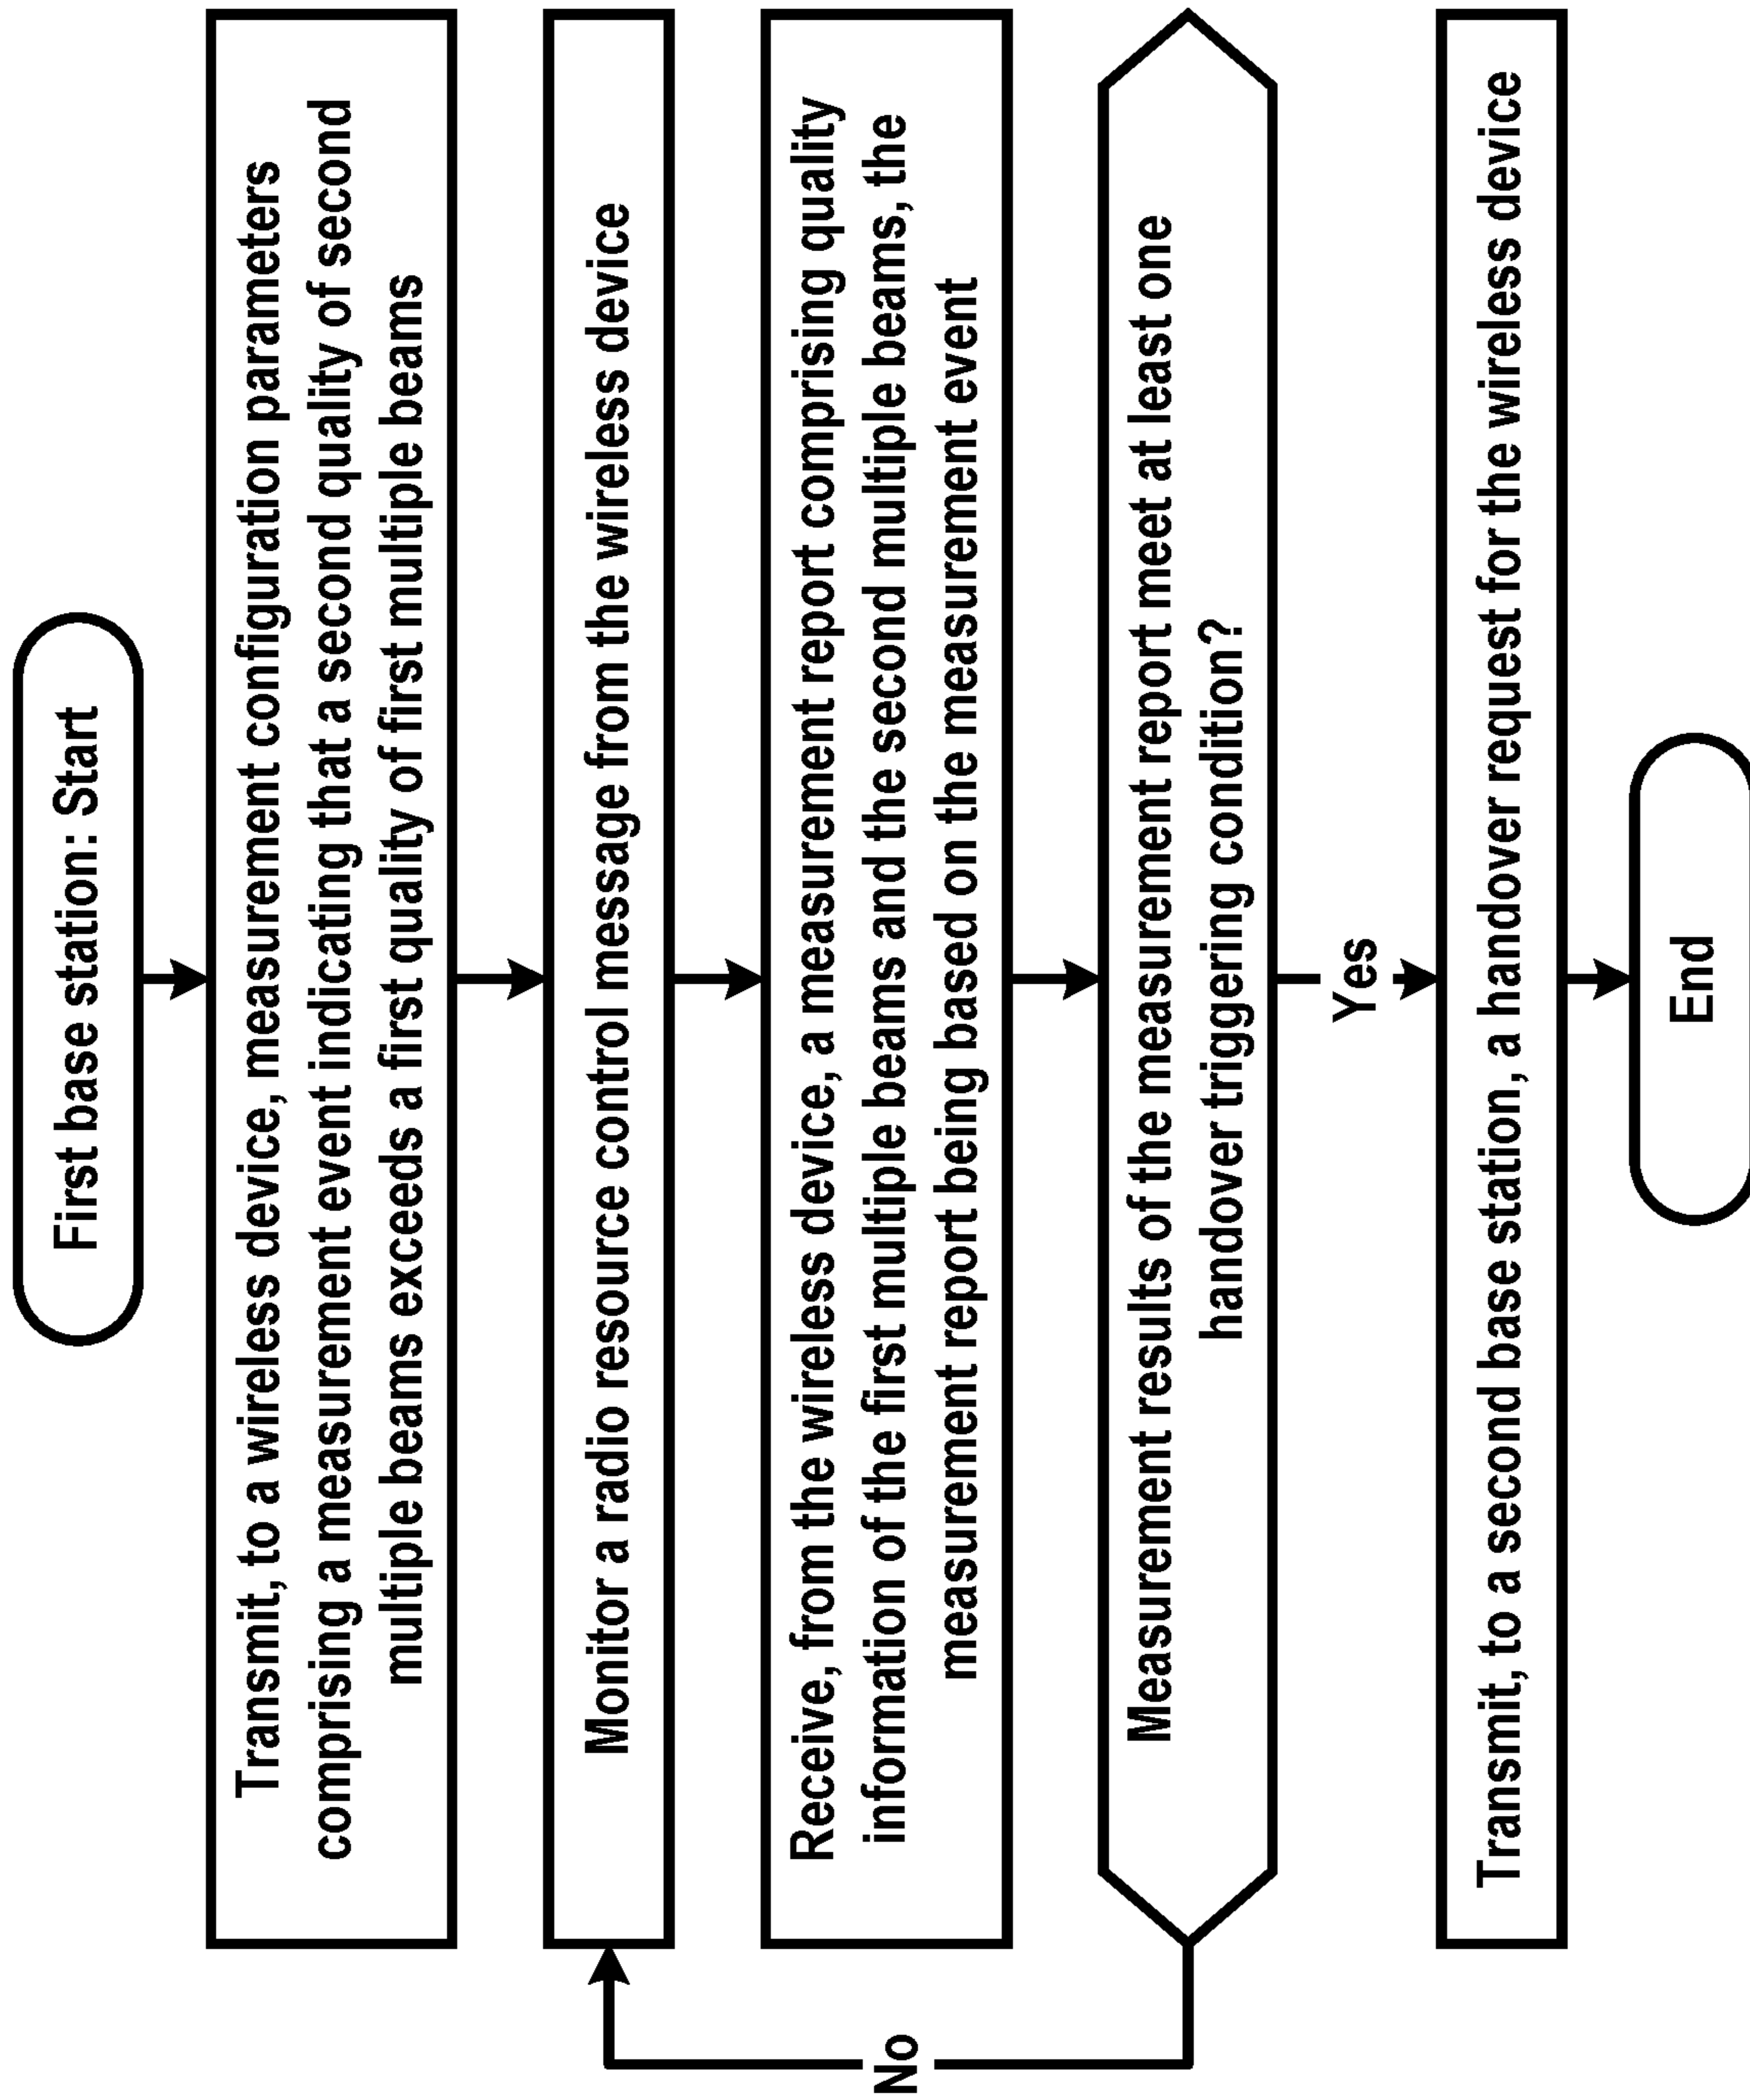 First base station: Start
Transmit, to a wireless device, measurement configuration parameters
comprising a measurement event indicating that a second quality of second
multiple beams exceeds a first quality of first multiple beams
Monitor a radio resource control message from the wireless device
Receive, from the wireless device, a measurement report comprising quality
information of the first multiple beams and the second multiple beams, the
measurement report being based on the measurement event
Measurement results of the measurement report meet at least one
handover triggering condition?
No
Yes
Transmit, to a second base station, a handover request for the wireless device
End